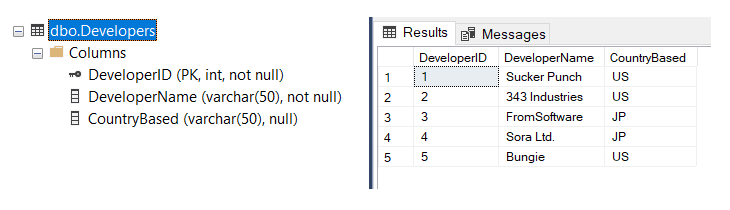 dbo.Developers
Columns
DeveloperID (PK, int, not null)
DeveloperName (varchar(50), not null)
CountryBased (varchar(50), null)
Results Messages
DeveloperID DeveloperName CountryBased
1 1 Sucker Punch US
2 2 343 Industries US
3 3 FromSoftware JP
4 4 Sora Ltd. JP
5 5 Bungie US